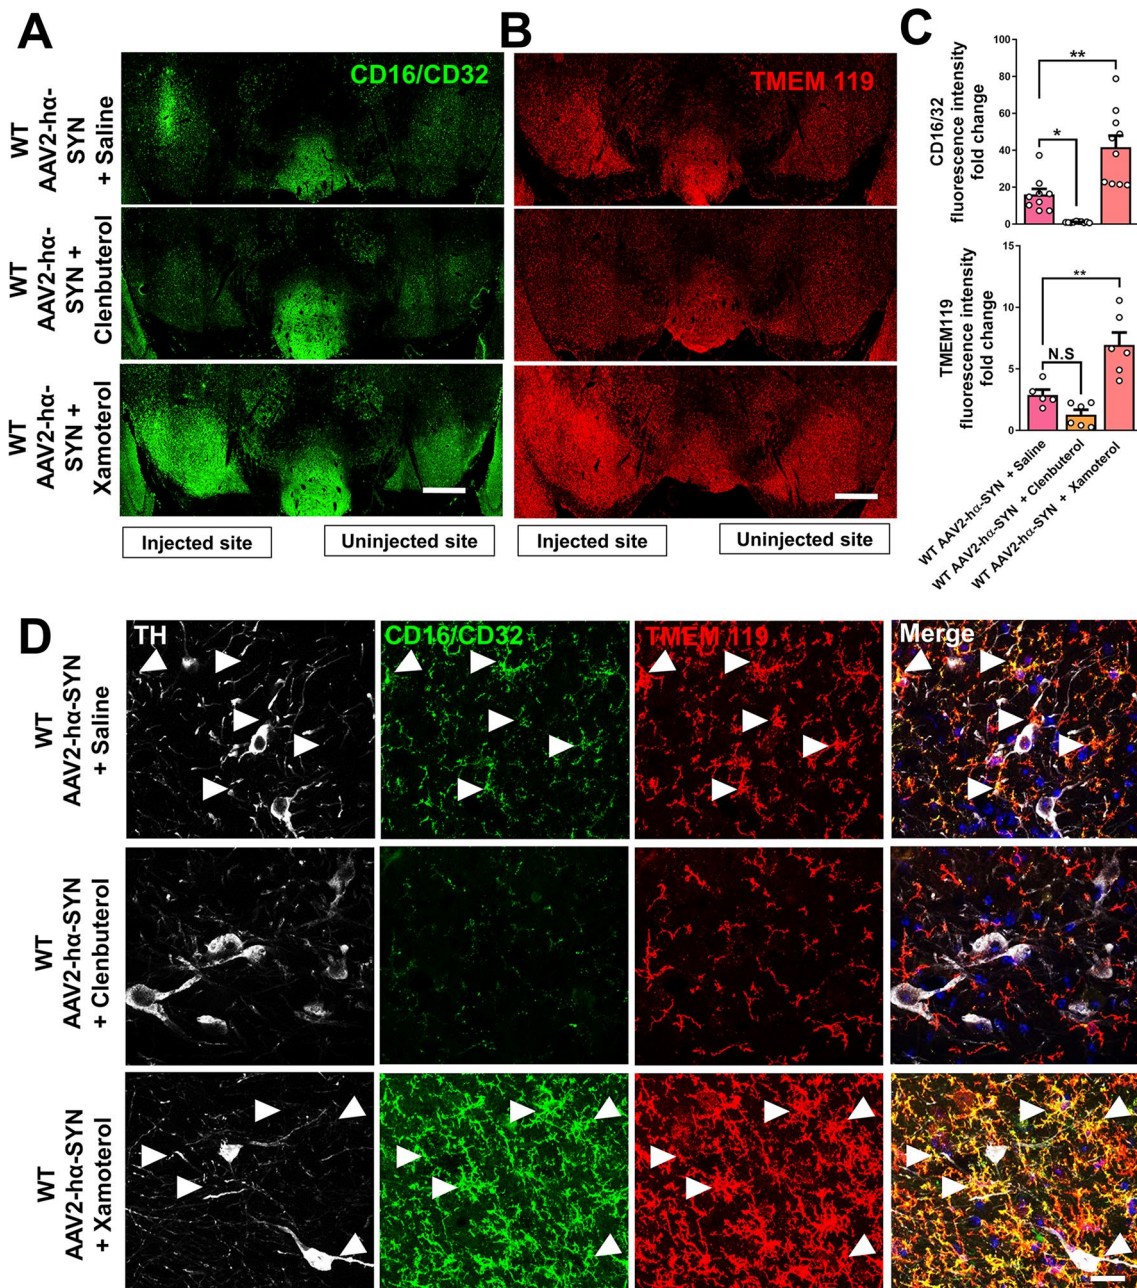 A
B
C
WT
AAV2-hα-
SYN
+ Saline
CD16/CD32
TMEM 119
WT
AAV2-hα-
SYN +
Clenbuterol
WT
AAV2-hα-
SYN +
Xamoterol
Injected site
Uninjected site
Injected site
Uninjected site
CD16/32
fluorescence intensity
fold change
100
80
60
40
20
0
**
*
TMEM119
fluorescence intensity
fold change
15
10
5
0
**
N.S
WT AAV2-hα-SYN + Saline
WT AAV2-hα-SYN + Clenbuterol
WT AAV2-hα-SYN + Xamoterol
D
TH
CD16/CD32
TMEM 119
Merge
WT
AAV2-hα-SYN
+ Saline
WT
AAV2-hα-SYN
+ Clenbuterol
WT
AAV2-hα-SYN
+ Xamoterol